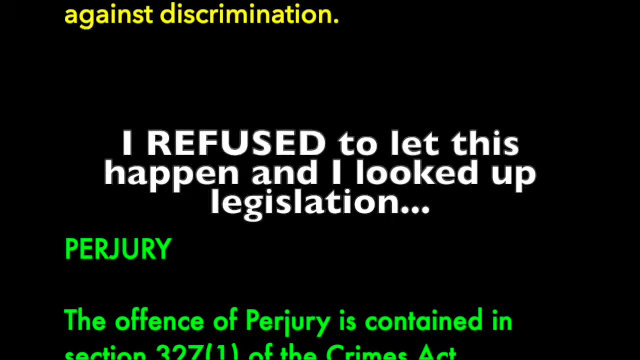 against discrimination.
I REFUSED to let this
happen and I looked up
legislation...
PERJURY
The offence of Perjury is contained in
section 327(1) of the Crimes Act